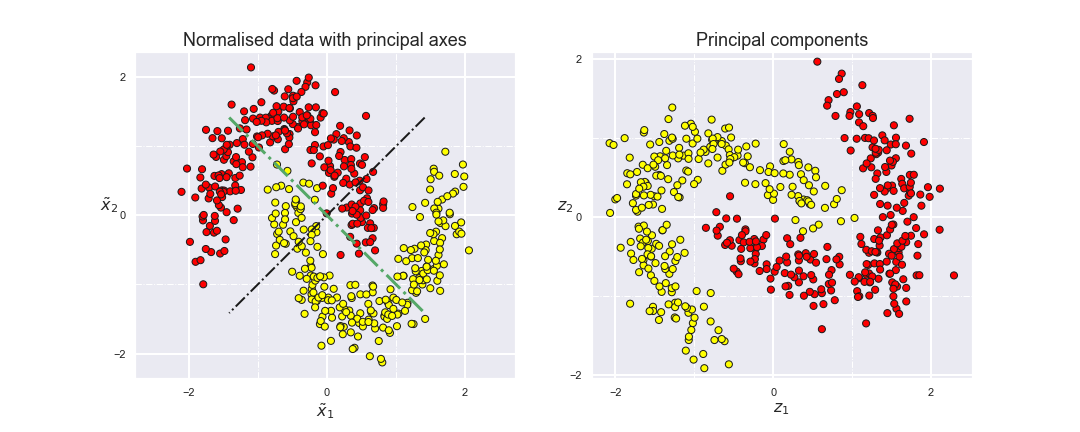 Normalised data with principal axes
2
0
−2
x̃₂
−2
0
2
x̃₁
Principal components
2
0
−2
z₂
−2
0
2
z₁